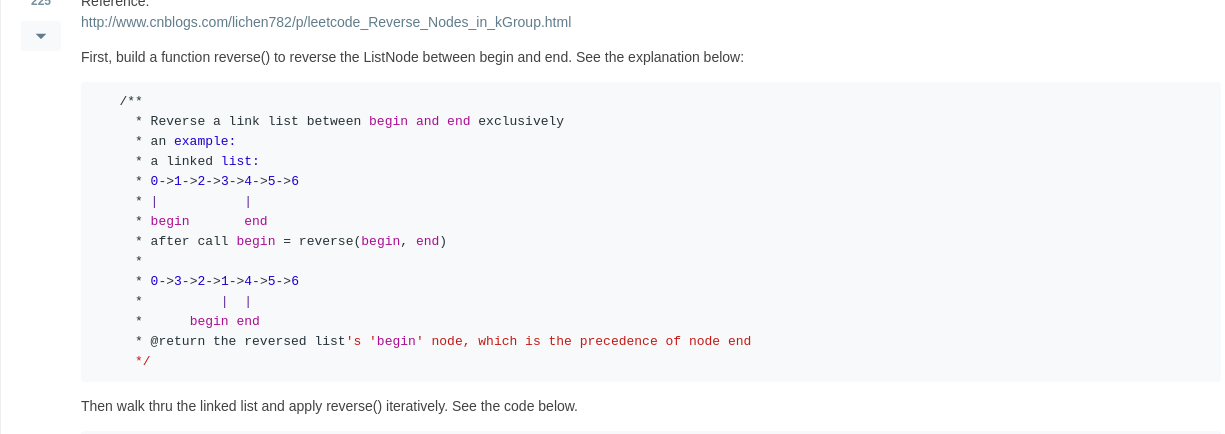 225
Reference:
http://www.cnblogs.com/lichen782/p/leetcode_Reverse_Nodes_in_kGroup.html
First, build a function reverse() to reverse the ListNode between begin and end. See the explanation below:
/**
* Reverse a link list between begin and end exclusively
* an example:
* a linked list:
* 0->1->2->3->4->5->6
* |           |
* begin       end
* after call begin = reverse(begin, end)
*
* 0->3->2->1->4->5->6
*          |  |
*      begin end
* @return the reversed list's 'begin' node, which is the precedence of node end
*/
Then walk thru the linked list and apply reverse() iteratively. See the code below.